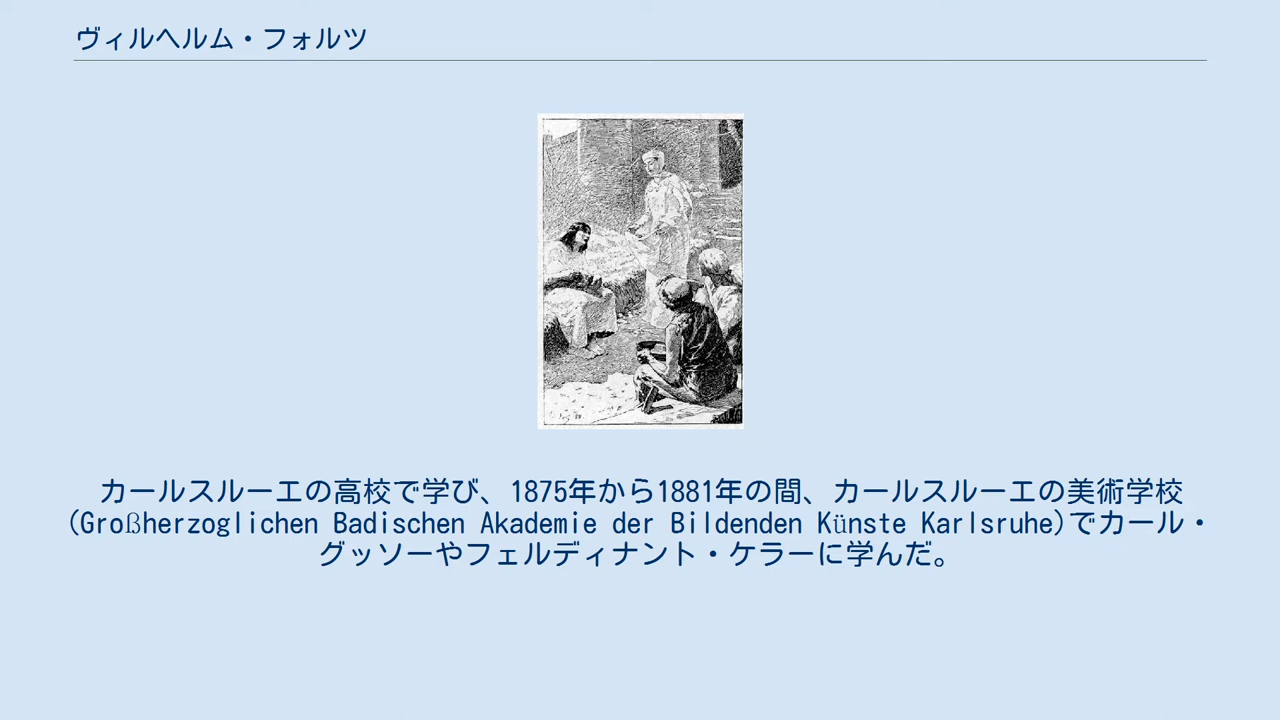 ヴィルヘルム・フォルツ
カールスルーエの高校で学び、1875年から1881年の間、カールスルーエの美術学校
(Großherzoglichen Badischen Akademie der Bildenden Künste Karlsruhe)でカール・
グッソーやフェルディナント・ケラーに学んだ。